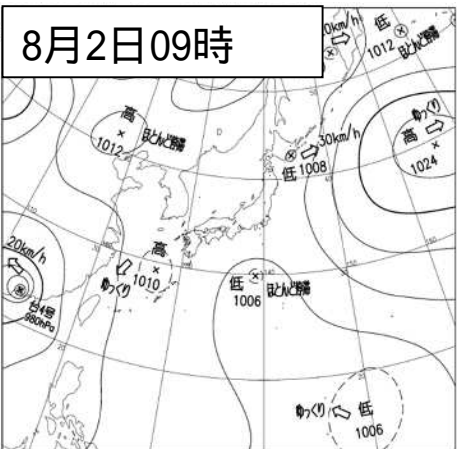 8月2日09時
0km/h
低
1012
ほとんど停滞
高
1012
ほとんど停滞
30km/h
低
1008
ゆっくり
高
1024
20km/h
台4号
980hPa
ゆっくり
高
1010
低
1006
ほとんど停滞
ゆっくり
低
1006